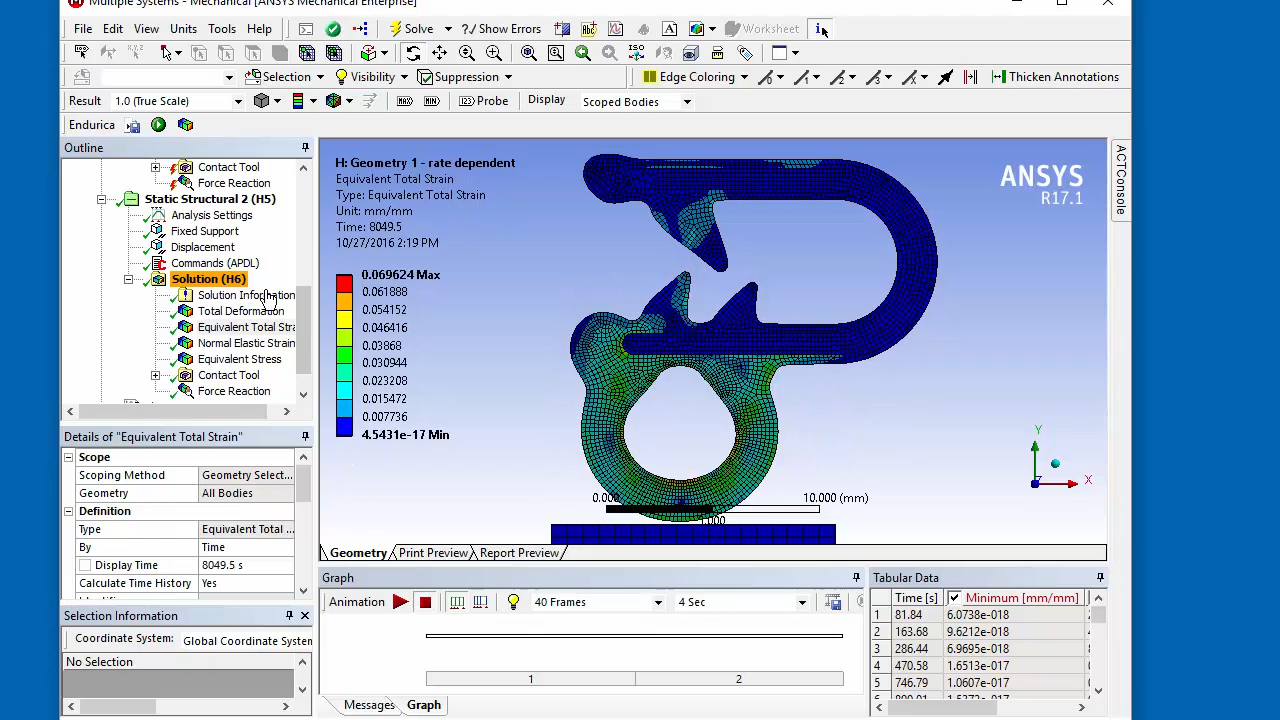 Multiple Systems - Mechanical [ANSYS Mechanical Enterprise]
File Edit View Units Tools Help Solve Show Errors Worksheet
Selection Visibility Suppression Edge Coloring Thicken Annotations
Result 1.0 (True Scale) MAX MIN Probe Display Scoped Bodies
Endurica
Outline
Contact Tool
Force Reaction
Static Structural 2 (H5)
Analysis Settings
Fixed Support
Displacement
Commands (APDL)
Solution (H6)
Solution Information
Total Deformation
Equivalent Total Stra
Normal Elastic Strain
Equivalent Stress
Contact Tool
Force Reaction
Details of "Equivalent Total Strain"
Scope
Scoping Method Geometry Select...
Geometry All Bodies
Definition
Type Equivalent Total ...
By Time
Display Time 8049.5 s
Calculate Time History Yes
Selection Information
Coordinate System: Global Coordinate System
No Selection
H: Geometry 1 - rate dependent
Equivalent Total Strain
Type: Equivalent Total Strain
Unit: mm/mm
Time: 8049.5
10/27/2016 2:19 PM
0.069624 Max
0.061888
0.054152
0.046416
0.03868
0.030944
0.023208
0.015472
0.007736
4.5431e-17 Min
ANSYS
R17.1
ACTConsole
Y
X
0.000 10.000 (mm)
Geometry Print Preview Report Preview
Graph
Animation 40 Frames 4 Sec
1 2
Messages Graph
Tabular Data
Time [s] Minimum [mm/mm]
1 81.84 6.0738e-018
2 163.68 9.6212e-018
3 286.44 6.9695e-018
4 470.58 1.6513e-017
5 746.79 1.0607e-017